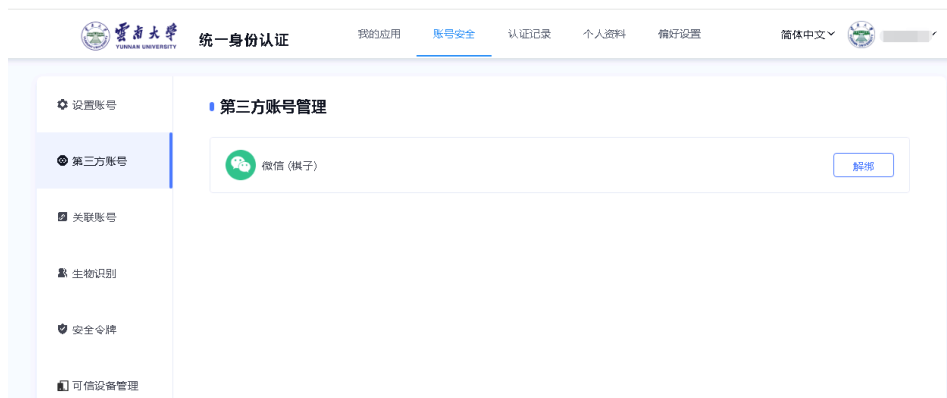 雲南大學
YUNNAN UNIVERSITY
统一身份认证
我的应用 账号安全 认证记录 个人资料 偏好设置 简体中文
设置账号
第三方账号管理
第三方账号
微信 (棋子)
解绑
关联账号
生物识别
安全令牌
可信设备管理